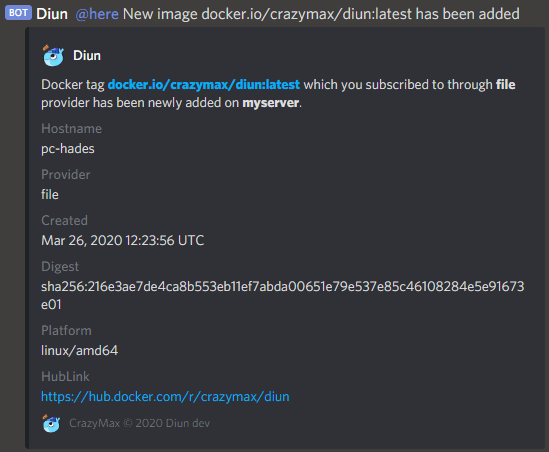 BOT Diun @here New image docker.io/crazymax/diun:latest has been added
Diun
Docker tag docker.io/crazymax/diun:latest which you subscribed to through file
provider has been newly added on myserver.
Hostname
pc-hades
Provider
file
Created
Mar 26, 2020 12:23:56 UTC
Digest
sha256:216e3ae7de4ca8b553eb11ef7abda00651e79e537e85c46108284e5e91673
e01
Platform
linux/amd64
HubLink
https://hub.docker.com/r/crazymax/diun
CrazyMax © 2020 Diun dev